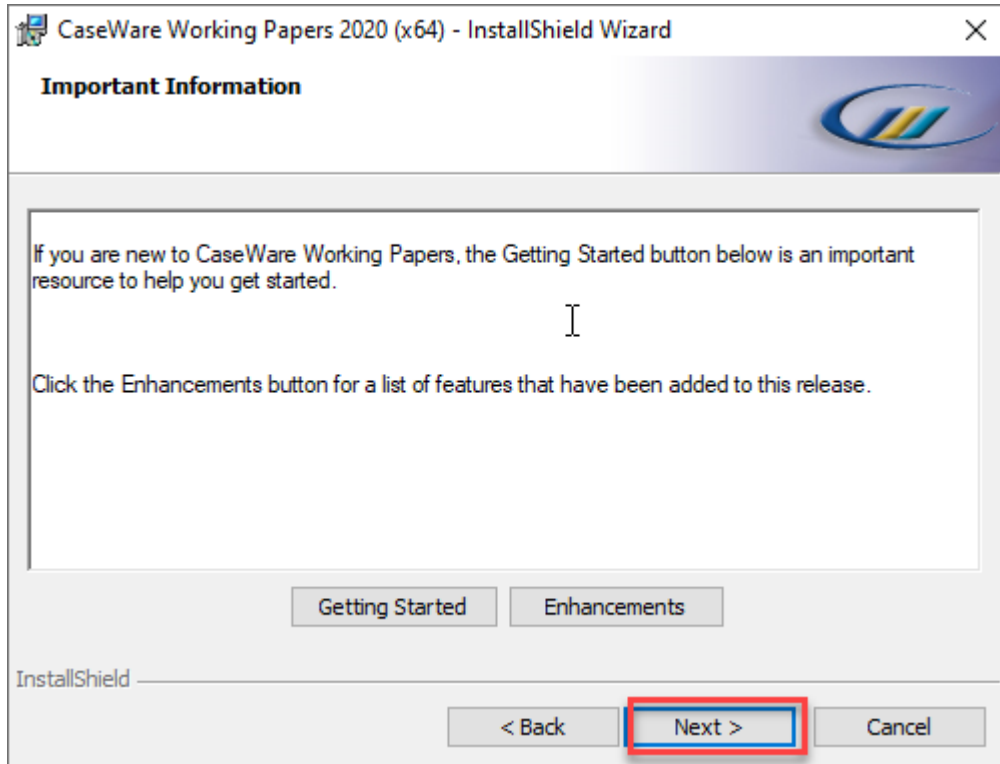 CaseWare Working Papers 2020 (x64) - InstallShield Wizard
Important Information
If you are new to CaseWare Working Papers, the Getting Started button below is an important
resource to help you get started.
Click the Enhancements button for a list of features that have been added to this release.
Getting Started
Enhancements
InstallShield
< Back
Next >
Cancel